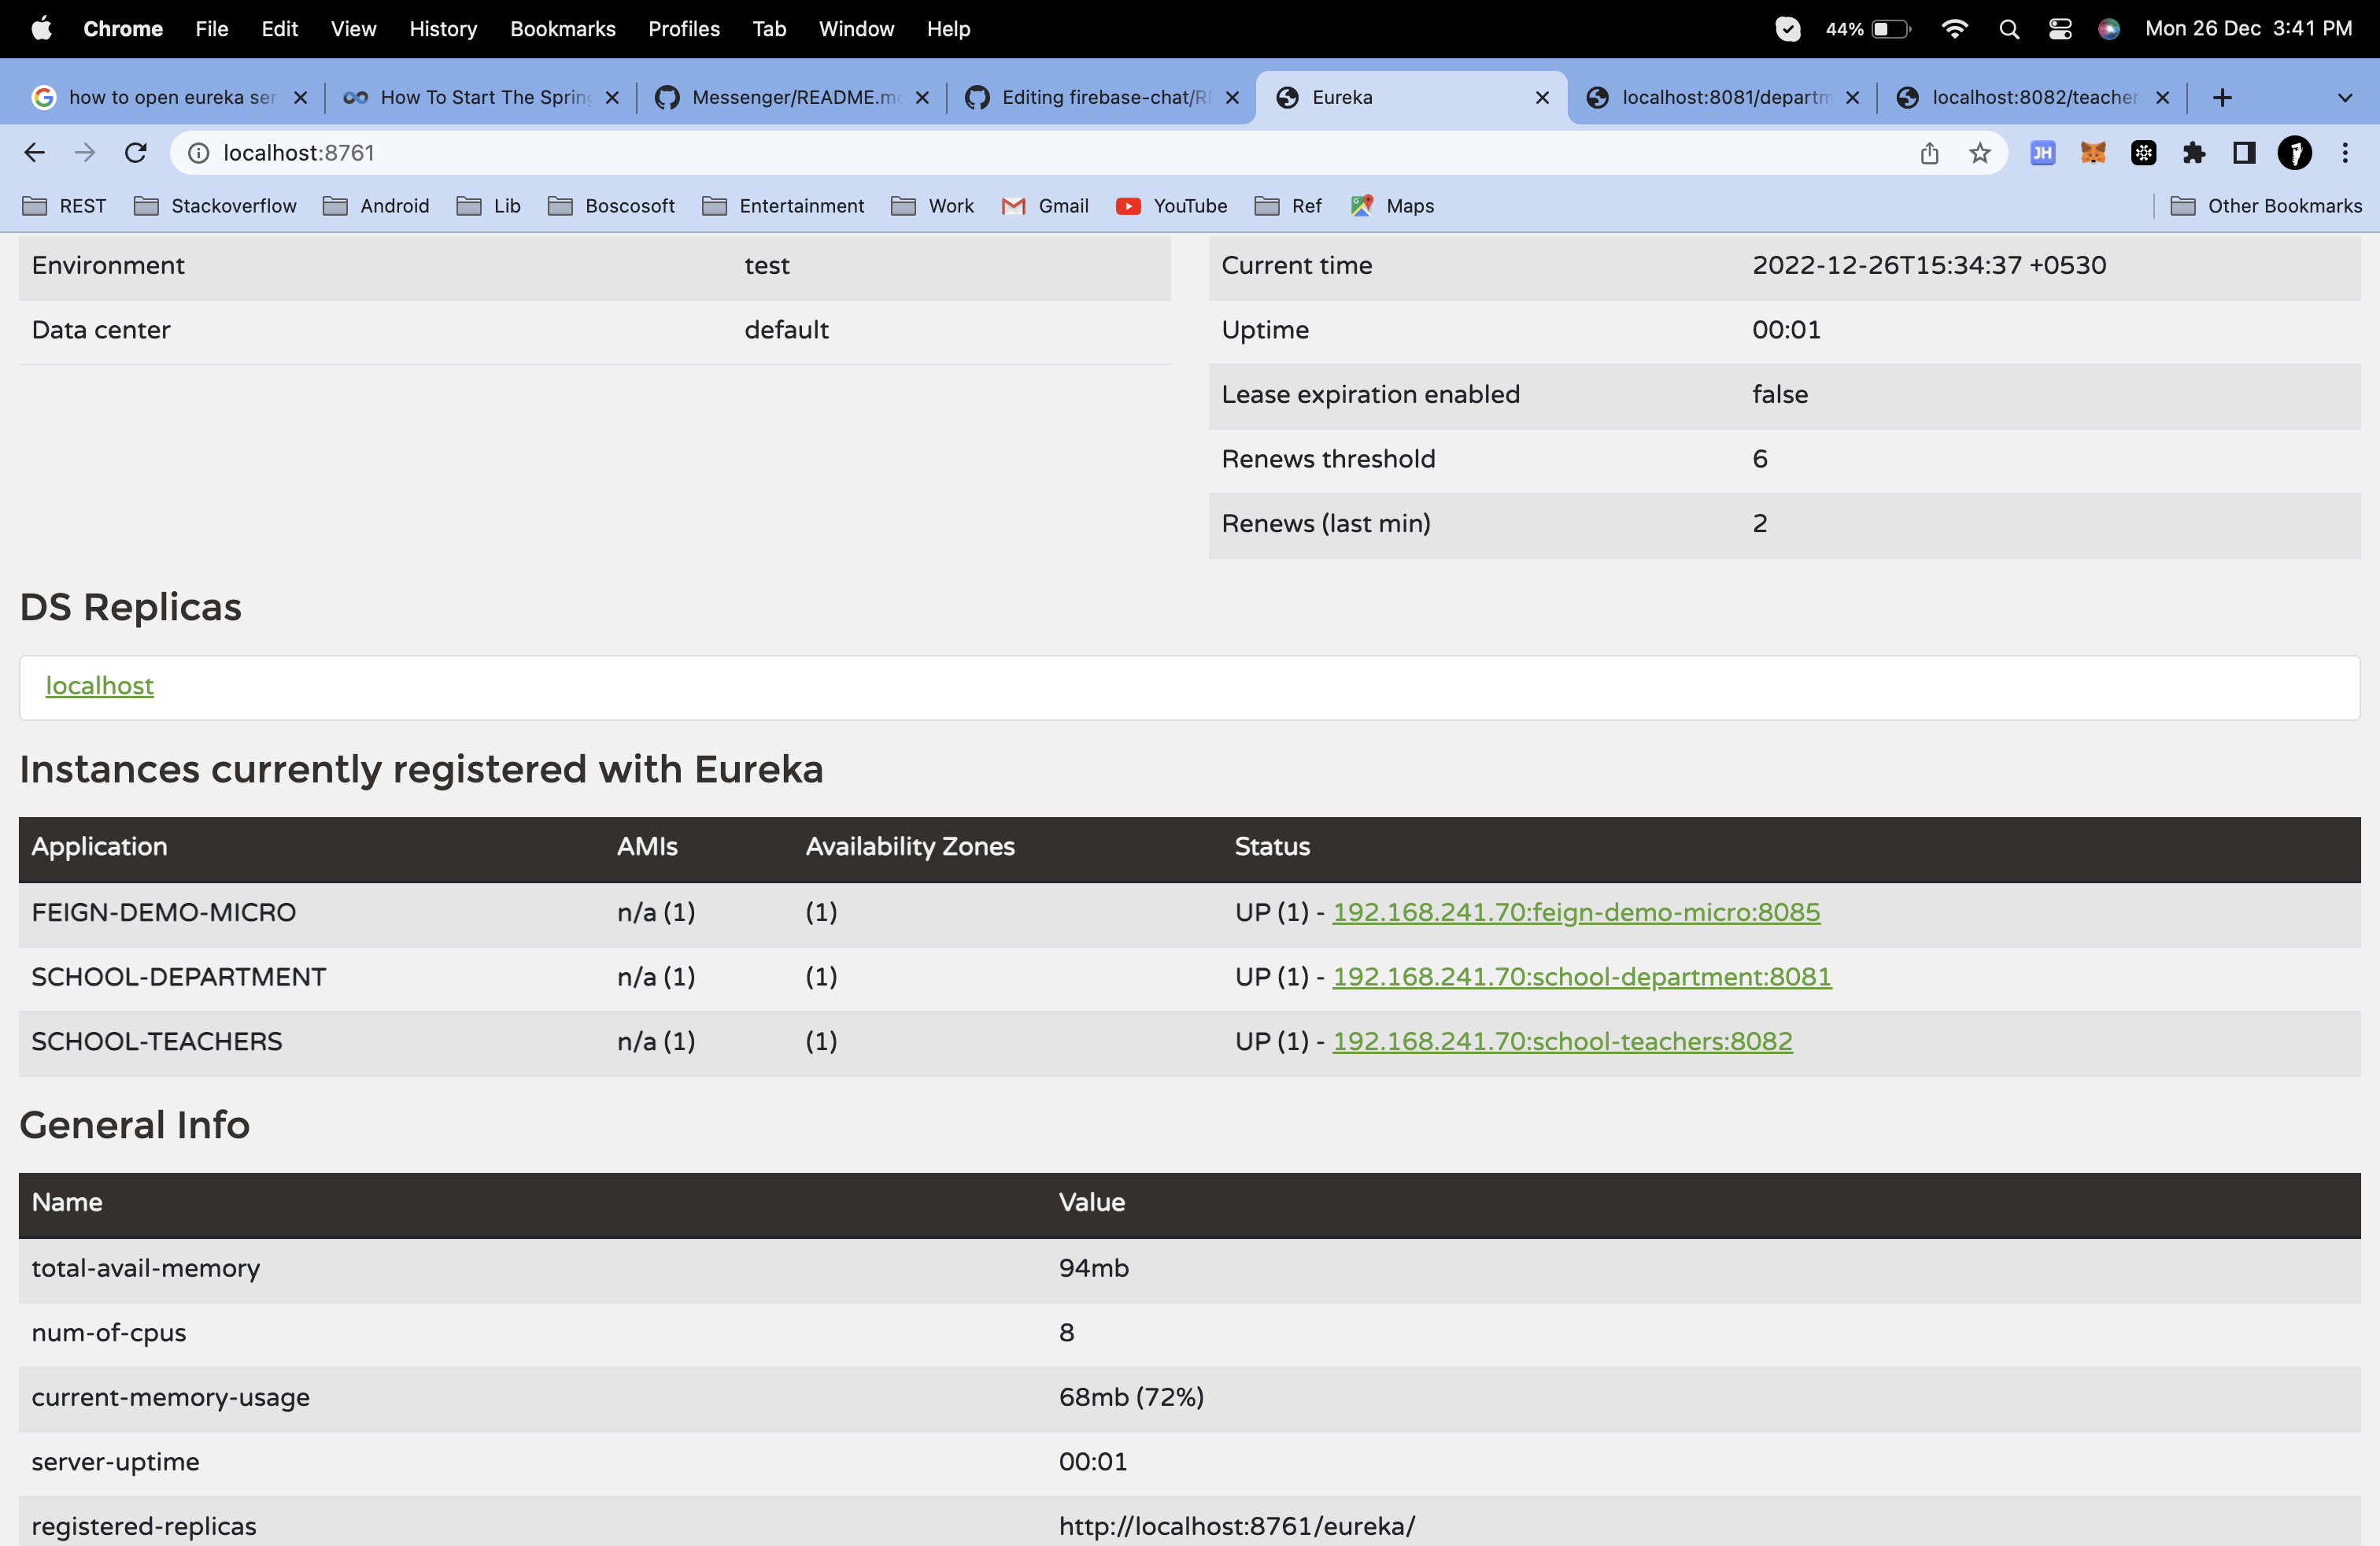 Chrome File Edit View History Bookmarks Profiles Tab Window Help 44% Mon 26 Dec 3:41 PM
how to open eureka ser How To Start The Spring Messenger/README.m Editing firebase-chat/R Eureka localhost:8081/departm localhost:8082/teacher
localhost:8761
REST Stackoverflow Android Lib Boscosoft Entertainment Work Gmail YouTube Ref Maps Other Bookmarks
Environment test Current time 2022-12-26T15:34:37 +0530
Data center default Uptime 00:01
Lease expiration enabled false
Renews threshold 6
Renews (last min) 2
DS Replicas
localhost
Instances currently registered with Eureka
Application AMIs Availability Zones Status
FEIGN-DEMO-MICRO n/a (1) (1) UP (1) - 192.168.241.70:feign-demo-micro:8085
SCHOOL-DEPARTMENT n/a (1) (1) UP (1) - 192.168.241.70:school-department:8081
SCHOOL-TEACHERS n/a (1) (1) UP (1) - 192.168.241.70:school-teachers:8082
General Info
Name Value
total-avail-memory 94mb
num-of-cpus 8
current-memory-usage 68mb (72%)
server-uptime 00:01
registered-replicas http://localhost:8761/eureka/